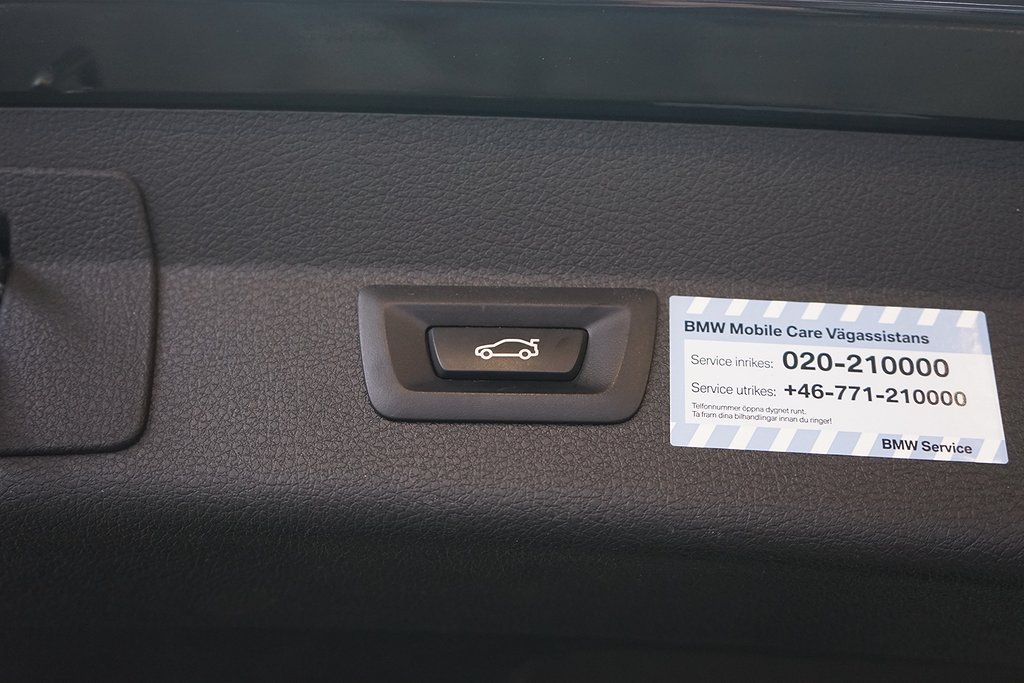 BMW Mobile Care Vägassistans
Service inrikes: 020-210000
Service utrikes: +46-771-210000
Telfonnummer öppna dygnet runt.
Ta fram dina bilhandlingar innan du ringer!
BMW Service